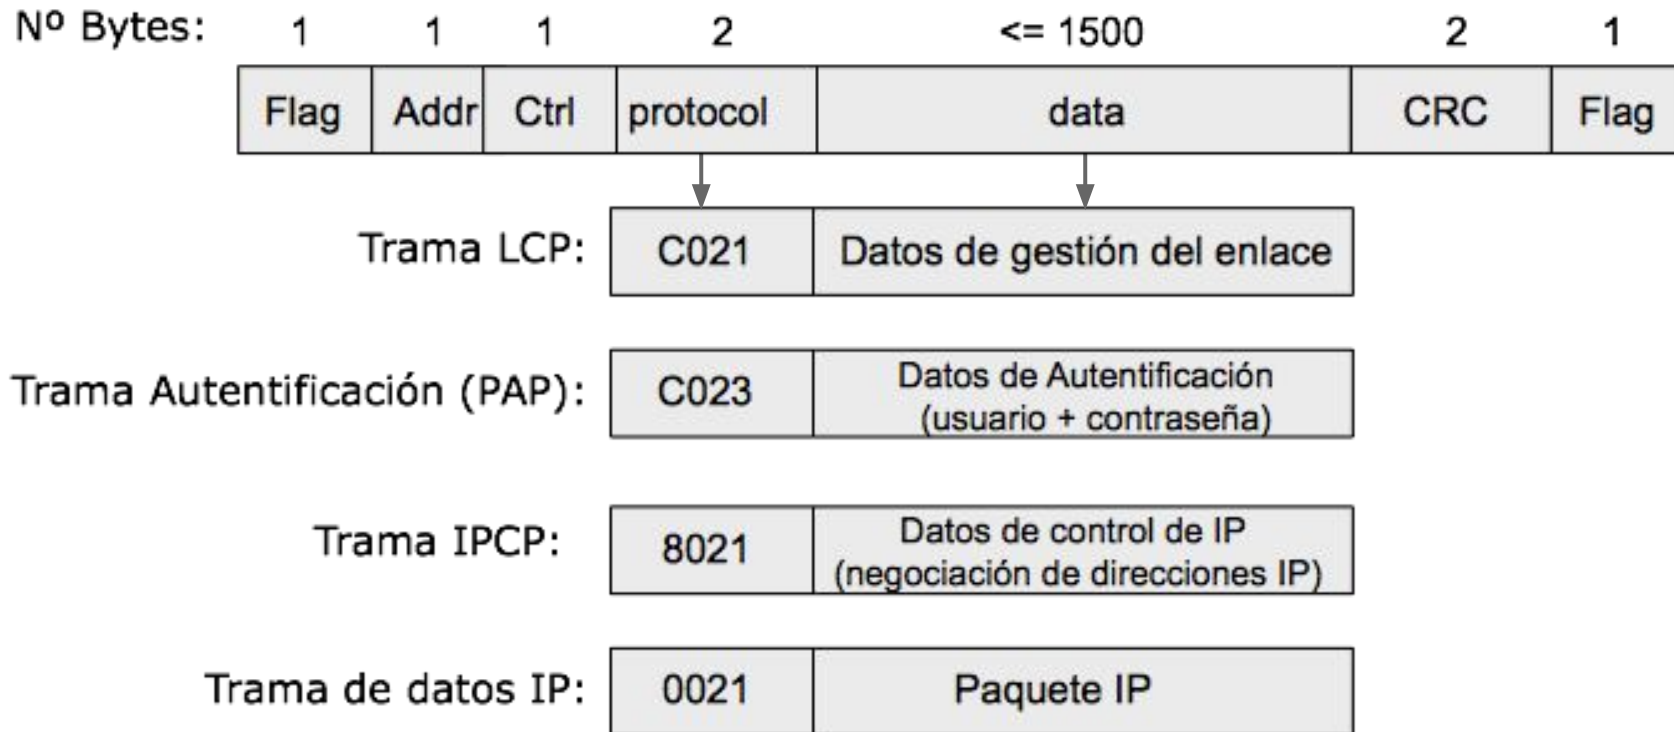 Nº Bytes: 1 1 1 2 <= 1500 2 1
Flag Addr Ctrl protocol data CRC Flag
Trama LCP: C021 Datos de gestión del enlace
Trama Autentificación (PAP): C023 Datos de Autentificación
(usuario + contraseña)
Trama IPCP: 8021 Datos de control de IP
(negociación de direcciones IP)
Trama de datos IP: 0021 Paquete IP